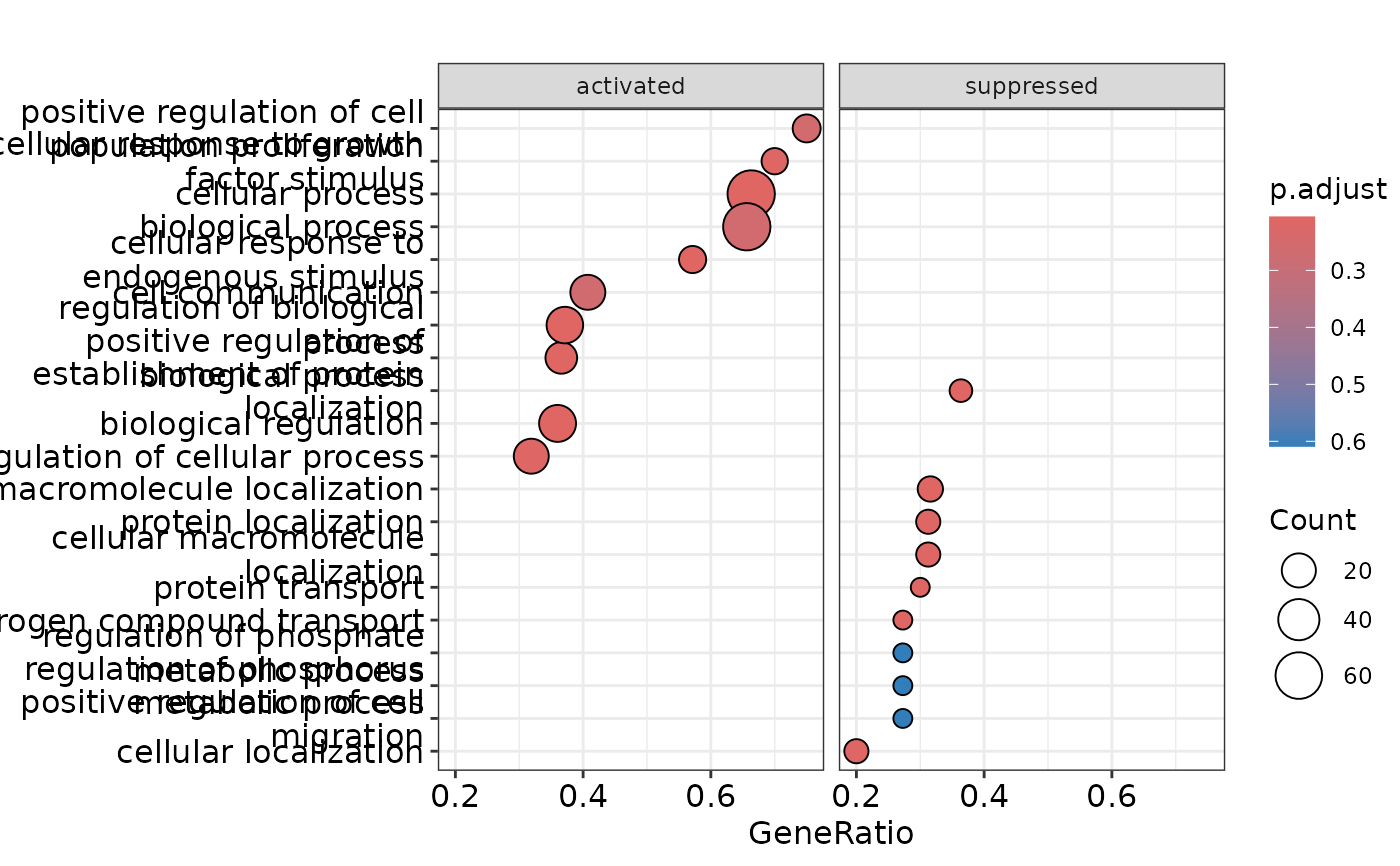 activated
suppressed
positive regulation of cell
population proliferation
cellular response to growth
factor stimulus
cellular process
biological process
cellular response to
endogenous stimulus
cell communication
regulation of biological
process
positive regulation of
biological process
establishment of protein
localization
biological regulation
gulation of cellular process
macromolecule localization
protein localization
cellular macromolecule
localization
protein transport
rogen compound transport
regulation of phosphate
metabolic process
regulation of phosphorus
metabolic process
positive regulation of cell
migration
cellular localization
0.2 0.4 0.6
0.2 0.4 0.6
GeneRatio
p.adjust
0.3
0.4
0.5
0.6
Count
20
40
60